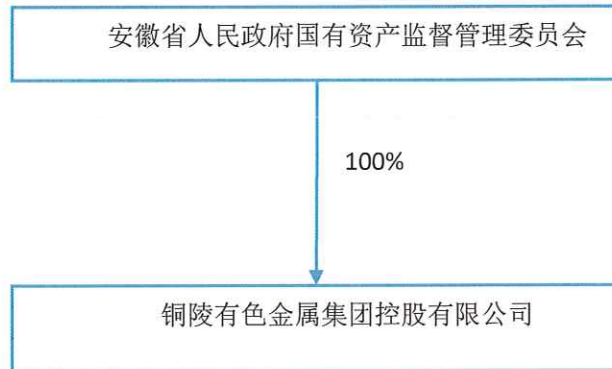 安徽省人民政府国有资产监督管理委员会
100%
铜陵有色金属集团控股有限公司